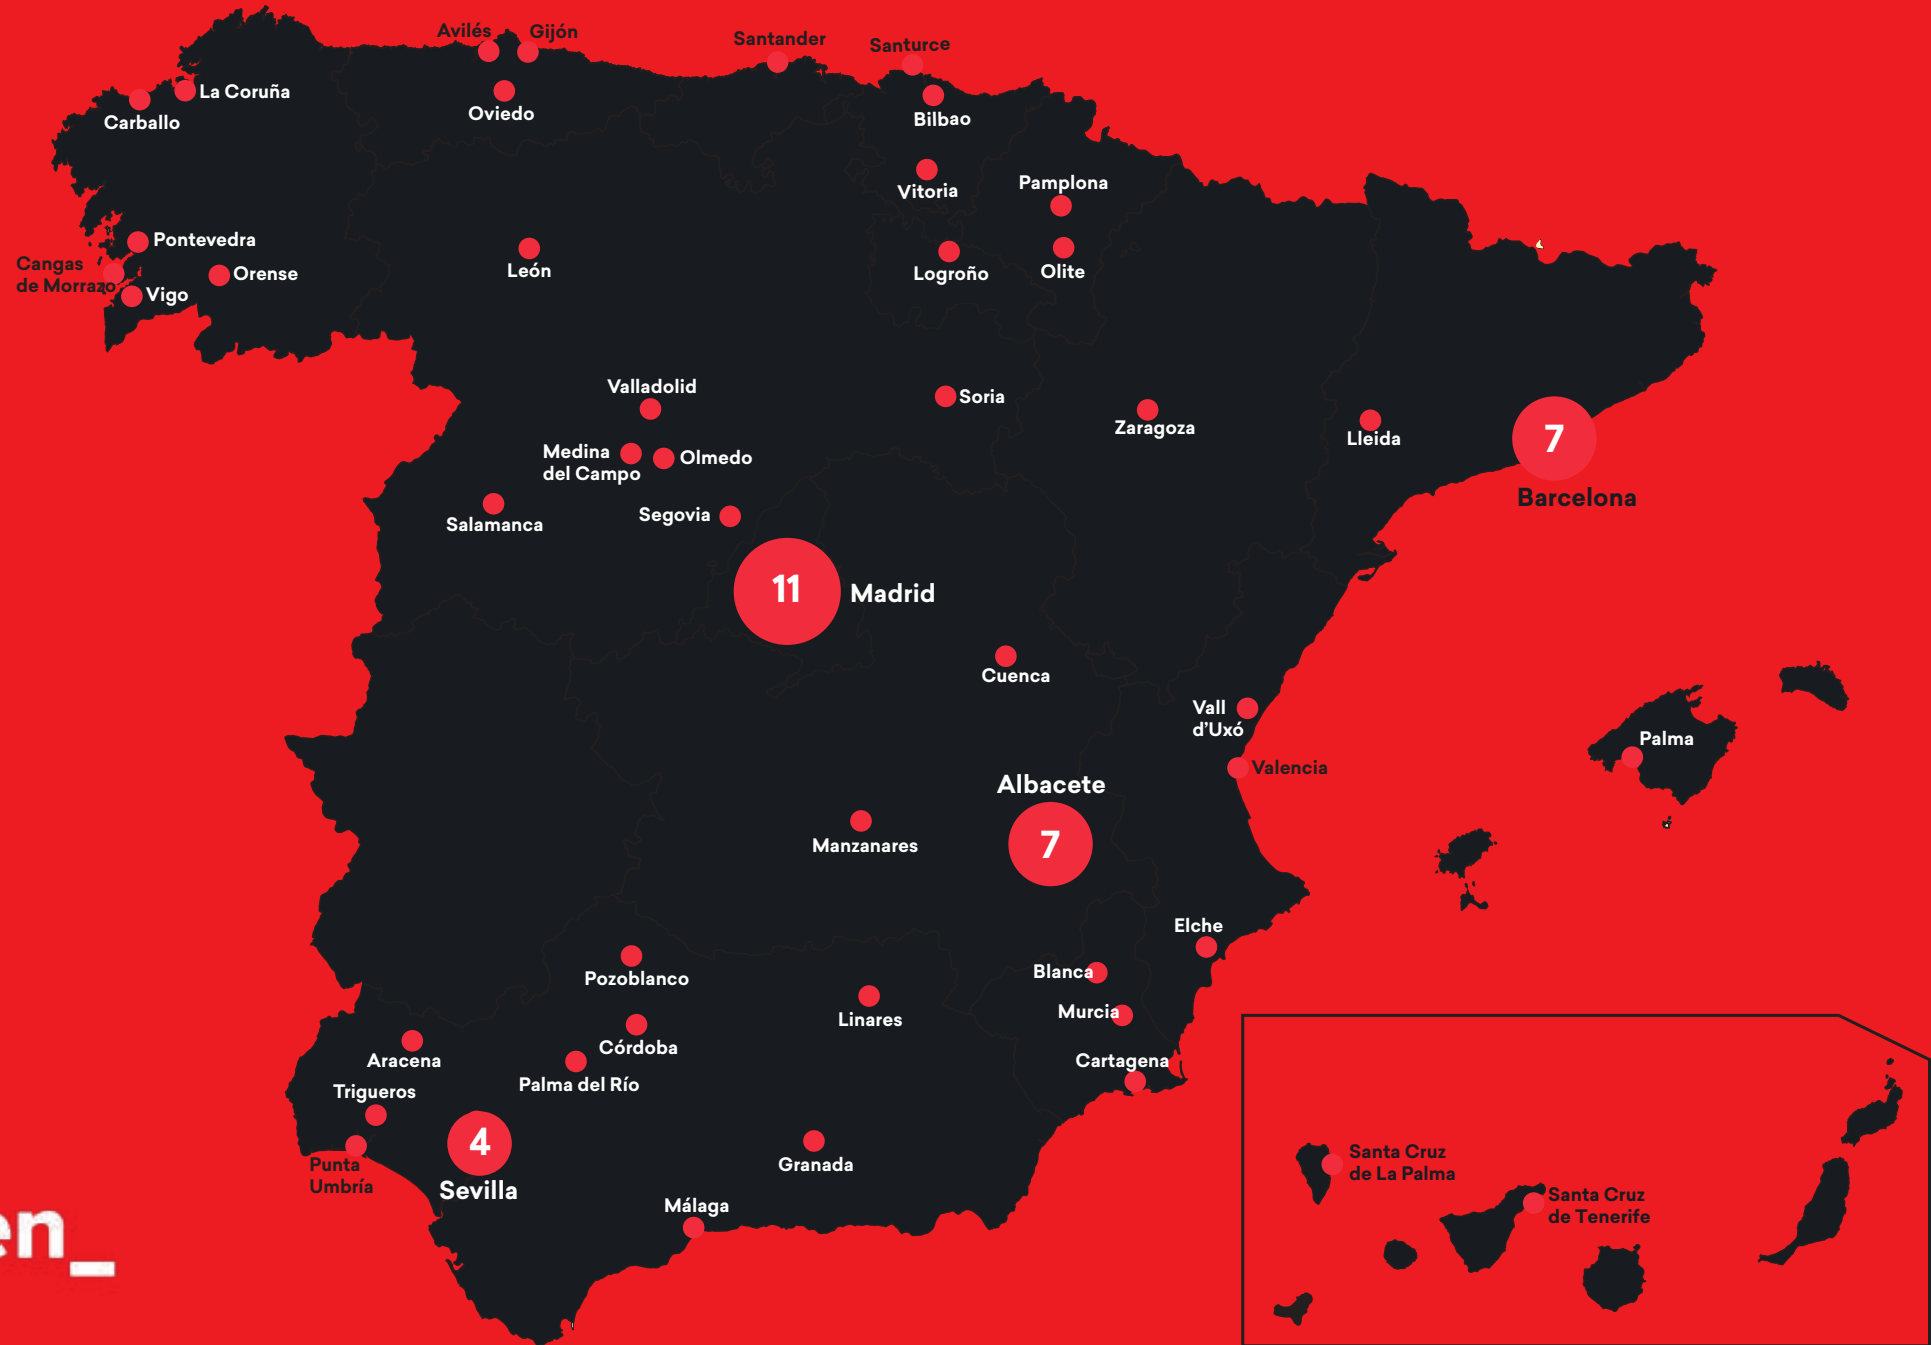 Avilés
Gijón
Santander
Santurce
La Coruña
Carballo
Oviedo
Bilbao
Vitoria
Pamplona
Pontevedra
Cangas
de Morrazo
Orense
Vigo
León
Logroño
Olite
Valladolid
Soria
Zaragoza
Lleida
7
Barcelona
Medina
del Campo
Olmedo
Salamanca
Segovia
11
Madrid
Cuenca
Vall
d'Uxó
Valencia
Palma
Albacete
7
Manzanares
Elche
Blanca
Murcia
Cartagena
Pozoblanco
Linares
Córdoba
Palma del Río
Aracena
Trigueros
Punta
Umbría
4
Sevilla
Granada
Málaga
Santa Cruz
de La Palma
Santa Cruz
de Tenerife
en_